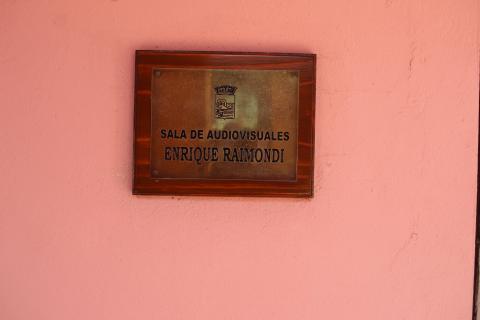 SALA DE AUDIOVISUALES
ENRIQUE RAIMONDI